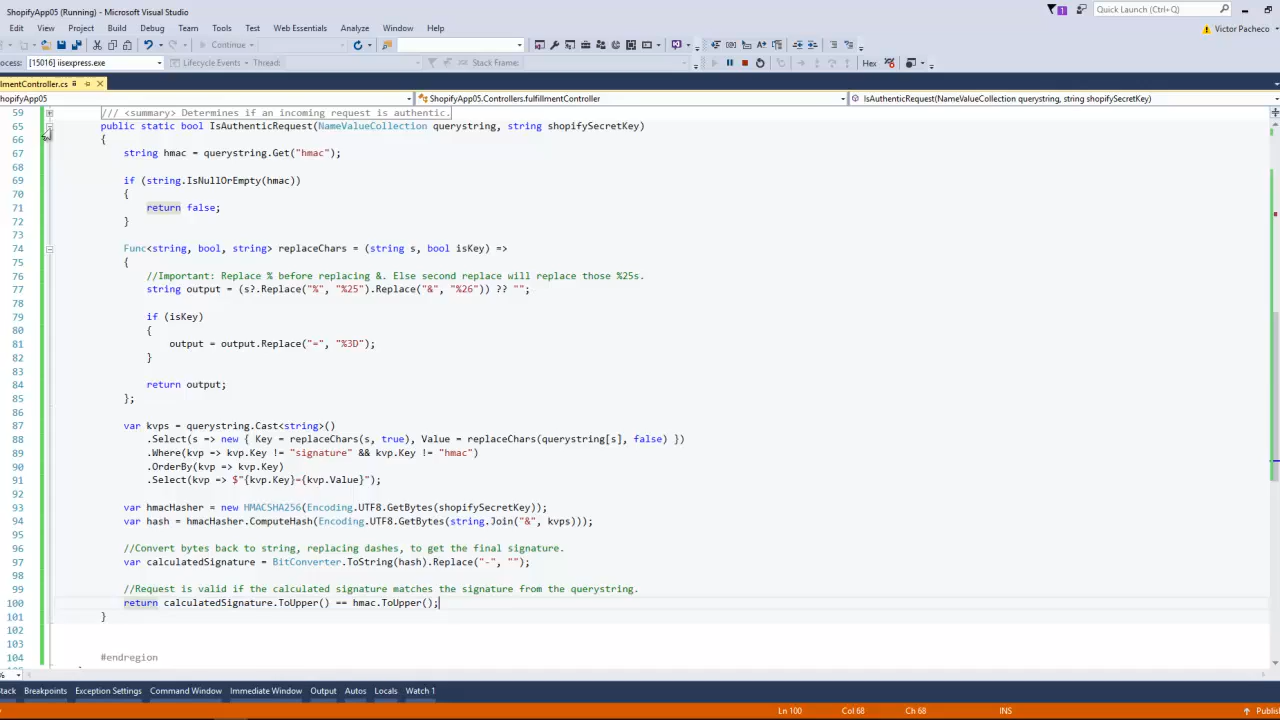 ShopifyApp05 (Running) - Microsoft Visual Studio
1
Quick Launch (Ctrl+Q)
Edit View Project Build Debug Team Tools Test Web Essentials Analyze Window Help
Victor Pacheco
Continue
ocess: [15016] iisexpress.exe Lifecycle Events Thread: Stack Frame: Hex
llmentController.cs
hopifyApp05 ShopifyApp05.Controllers.fulfillmentController IsAuthenticRequest(NameValueCollection querystring, string shopifySecretKey)
59 /// <summary> Determines if an incoming request is authentic.
65 public static bool IsAuthenticRequest(NameValueCollection querystring, string shopifySecretKey)
66 {
67 string hmac = querystring.Get("hmac");
68
69 if (string.IsNullOrEmpty(hmac))
70 {
71 return false;
72 }
73
74 Func<string, bool, string> replaceChars = (string s, bool isKey) =>
75 {
76 //Important: Replace % before replacing &. Else second replace will replace those %25s.
77 string output = (s?.Replace("%", "%25").Replace("&", "%26")) ?? "";
78
79 if (isKey)
80 {
81 output = output.Replace("=", "%3D");
82 }
83
84 return output;
85 };
86
87 var kvps = querystring.Cast<string>()
88 .Select(s => new { Key = replaceChars(s, true), Value = replaceChars(querystring[s], false) })
89 .Where(kvp => kvp.Key != "signature" && kvp.Key != "hmac")
90 .OrderBy(kvp => kvp.Key)
91 .Select(kvp => $"{kvp.Key}={kvp.Value}");
92
93 var hmacHasher = new HMACSHA256(Encoding.UTF8.GetBytes(shopifySecretKey));
94 var hash = hmacHasher.ComputeHash(Encoding.UTF8.GetBytes(string.Join("&", kvps)));
95
96 //Convert bytes back to string, replacing dashes, to get the final signature.
97 var calculatedSignature = BitConverter.ToString(hash).Replace("-", "");
98
99 //Request is valid if the calculated signature matches the signature from the querystring.
100 return calculatedSignature.ToUpper() == hmac.ToUpper();
101 }
102
103
104 #endregion
%
tack Breakpoints Exception Settings Command Window Immediate Window Output Autos Locals Watch 1
Ln 100 Col 68 Ch 68 INS Publis